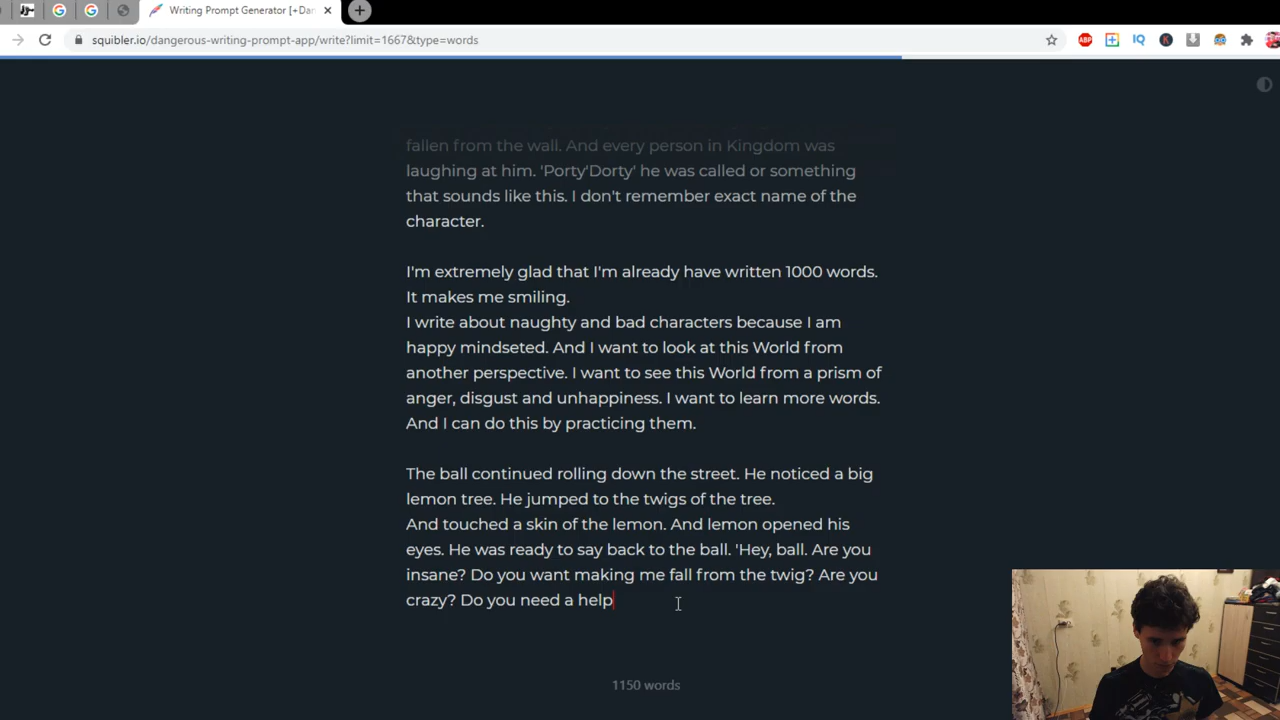 Writing Prompt Generator [+Dan
squibler.io/dangerous-writing-prompt-app/write?limit=1667&type=words
ABP
IQ
K
fallen from the wall. And every person in Kingdom was
laughing at him. 'Porty'Dorty' he was called or something
that sounds like this. I don't remember exact name of the
character.
I'm extremely glad that I'm already have written 1000 words.
It makes me smiling.
I write about naughty and bad characters because I am
happy mindseted. And I want to look at this World from
another perspective. I want to see this World from a prism of
anger, disgust and unhappiness. I want to learn more words.
And I can do this by practicing them.
The ball continued rolling down the street. He noticed a big
lemon tree. He jumped to the twigs of the tree.
And touched a skin of the lemon. And lemon opened his
eyes. He was ready to say back to the ball. 'Hey, ball. Are you
insane? Do you want making me fall from the twig? Are you
crazy? Do you need a help
1150 words